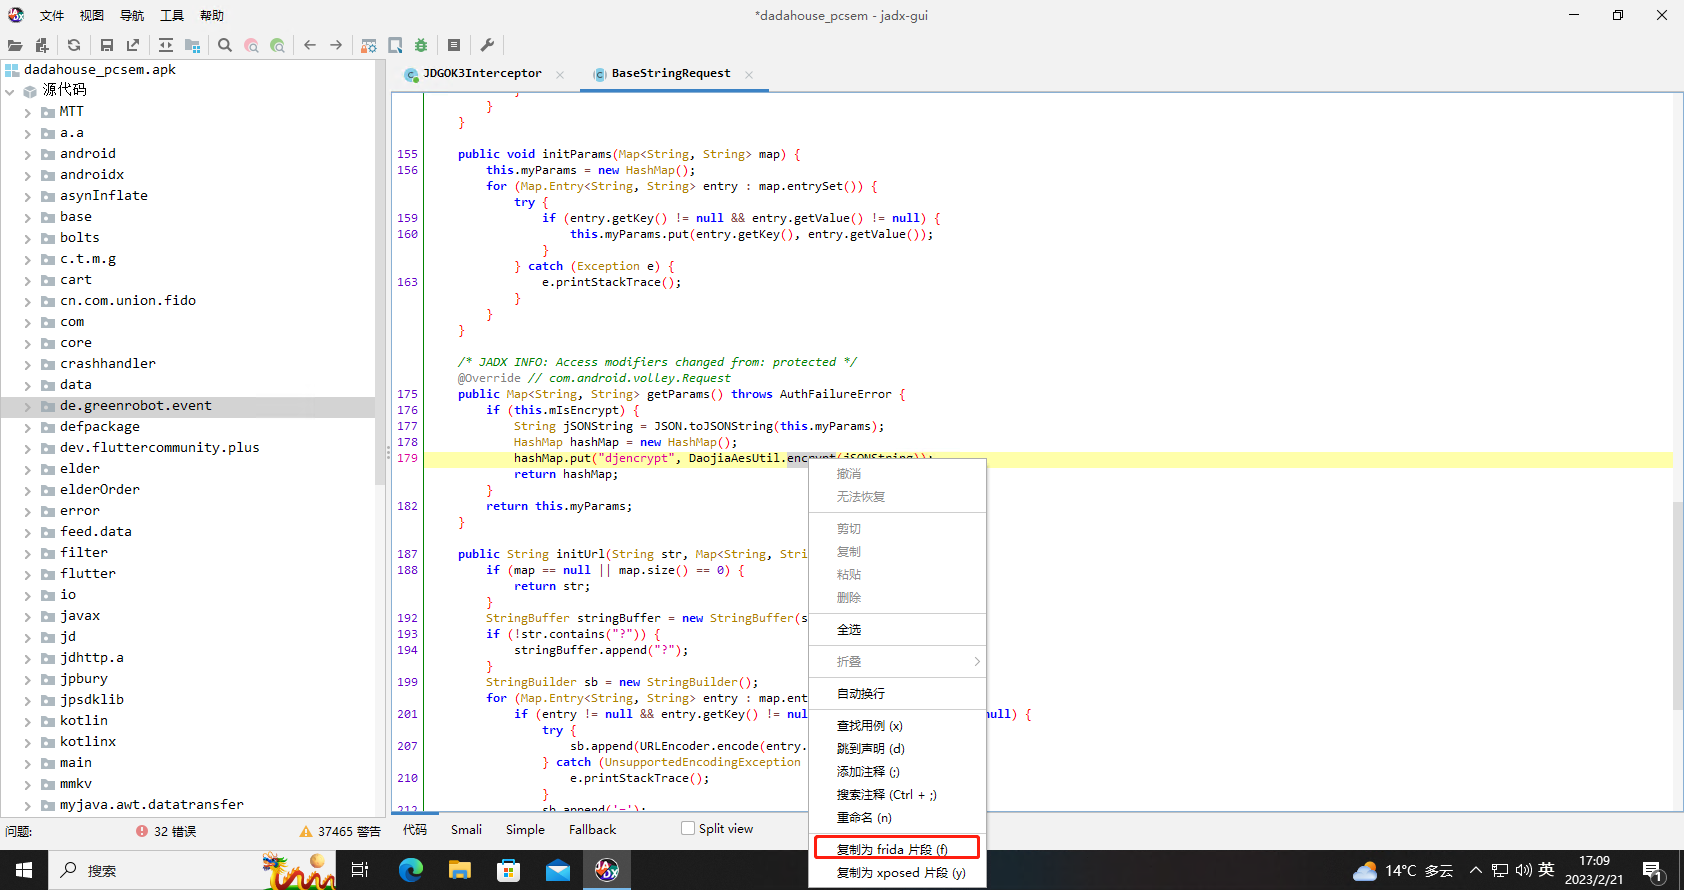 文件 视图 导航 工具 帮助
*dadahouse_pcsem - jadx-gui
dadahouse_pcsem.apk
源代码
MTT
a.a
android
androidx
asynInflate
base
bolts
c.t.m.g
cart
cn.com.union.fido
com
core
crashhandler
data
de.greenrobot.event
defpackage
dev.fluttercommunity.plus
elder
elderOrder
error
feed.data
filter
flutter
io
javax
jd
jdhttp.a
jpbury
jpsdklib
kotlin
kotlinx
main
mmkv
myjava.awt.datatransfer
JDGOK3Interceptor
BaseStringRequest
}
}
}
155 public void initParams(Map<String, String> map) {
156 this.myParams = new HashMap();
for (Map.Entry<String, String> entry : map.entrySet()) {
try {
159 if (entry.getKey() != null && entry.getValue() != null) {
160 this.myParams.put(entry.getKey(), entry.getValue());
}
} catch (Exception e) {
163 e.printStackTrace();
}
}
}
/* JADX INFO: Access modifiers changed from: protected */
@Override // com.android.volley.Request
175 public Map<String, String> getParams() throws AuthFailureError {
176 if (this.mIsEncrypt) {
177 String jSONString = JSON.toJSONString(this.myParams);
178 HashMap hashMap = new HashMap();
179 hashMap.put("djencrypt", DaojiaAesUtil.encrypt(jSONString));
return hashMap;
}
182 return this.myParams;
}
187 public String initUrl(String str, Map<String, Stri
188 if (map == null || map.size() == 0) {
return str;
}
192 StringBuffer stringBuffer = new StringBuffer(s
193 if (!str.contains("?")) {
194 stringBuffer.append("?");
}
199 StringBuilder sb = new StringBuilder();
for (Map.Entry<String, String> entry : map.ent
201 if (entry != null && entry.getKey() != nul null) {
try {
207 sb.append(URLEncoder.encode(entry.
} catch (UnsupportedEncodingException
210 e.printStackTrace();
}
212 sb.append('=');
撤消
无法恢复
剪切
复制
粘贴
删除
全选
折叠
自动换行
查找用例 (x)
跳到声明 (d)
添加注释 (;)
搜索注释 (Ctrl + ;)
重命名 (n)
复制为 frida 片段 (f)
复制为 xposed 片段 (y)
问题:
32 错误
37465 警告
代码 Smali Simple Fallback
Split view
搜索
14°C 多云
英
17:09
2023/2/21
1